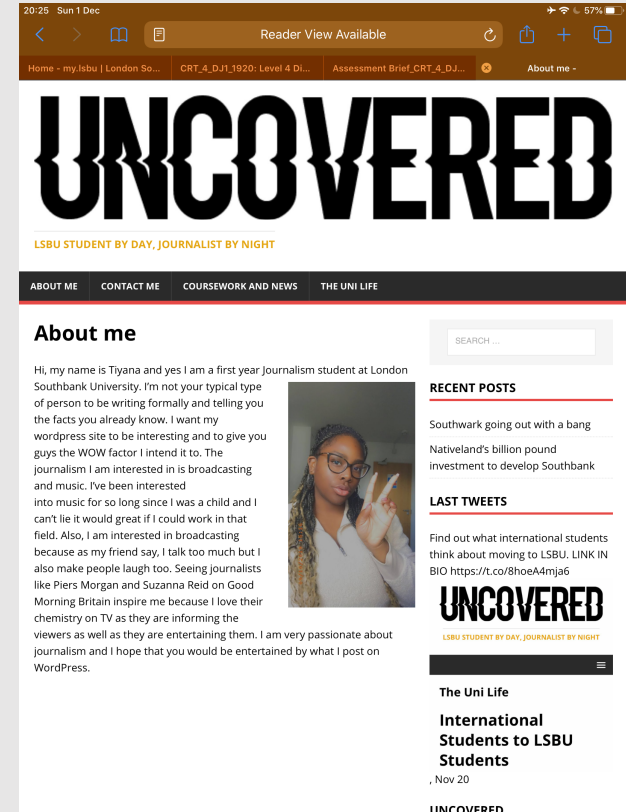 20:25 Sun 1 Dec
57%
Reader View Available
Home - my.lsbu | London So...
CRT_4_DJ1_1920: Level 4 Di...
Assessment Brief_CRT_4_DJ...
About me -
UNCOVERED
LSBU STUDENT BY DAY, JOURNALIST BY NIGHT
ABOUT ME
CONTACT ME
COURSEWORK AND NEWS
THE UNI LIFE
About me
Hi, my name is Tiyana and yes I am a first year Journalism student at London
Southbank University. I’m not your typical type
of person to be writing formally and telling you
the facts you already know. I want my
wordpress site to be interesting and to give you
guys the WOW factor I intend it to. The
journalism I am interested in is broadcasting
and music. I’ve been interested
into music for so long since I was a child and I
can’t lie it would great if I could work in that
field. Also, I am interested in broadcasting
because as my friend say, I talk too much but I
also make people laugh too. Seeing journalists
like Piers Morgan and Suzanna Reid on Good
Morning Britain inspire me because I love their
chemistry on TV as they are informing the
viewers as well as they are entertaining them. I am very passionate about
journalism and I hope that you would be entertained by what I post on
WordPress.
SEARCH ...
RECENT POSTS
Southwark going out with a bang
Nativeland’s billion pound
investment to develop Southbank
LAST TWEETS
Find out what international students
think about moving to LSBU. LINK IN
BIO https://t.co/8hoeA4mja6
UNCOVERED
LSBU STUDENT BY DAY, JOURNALIST BY NIGHT
The Uni Life
International
Students to LSBU
Students
, Nov 20
UNCOVERED